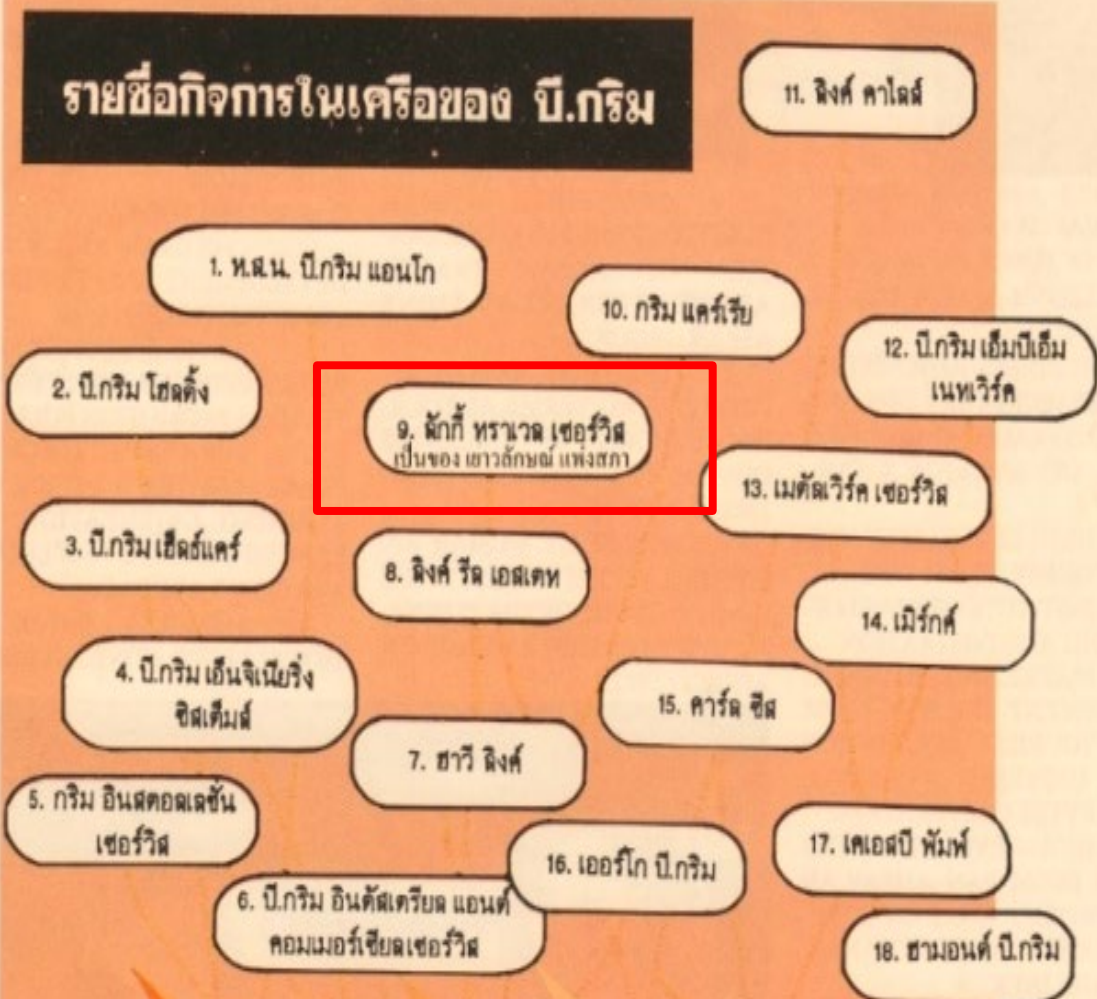 รายชื่อกิจการในเครือของ บี.กริม
1. ห.ส.น. บี.กริม แอนโก
2. บี.กริม โฮลดิ้ง
3. บี.กริม เฮ็ลธ์แคร์
4. บี.กริม เอ็นจิเนียริ่ง
ซิสเต็มส์
5. กริม อินสตอลเลชั่น
เซอร์วิส
6. บี.กริม อินดัสเตรียล แอนด์
คอมเมอร์เชียลเซอร์วิส
7. ฮาวี ลิงค์
8. ลิงค์ รีล เอสเตท
9. ลักกี้ ทราเวล เซอร์วิส
เป็นของ เยาวลักษณ์ แพ่งสภา
10. กริม แคร์เรีย
11. ลิงค์ คาไลล์
12. บี.กริม เอ็มบีเอ็ม
เนทเวิร์ค
13. เมตัลเวิร์ค เซอร์วิส
14. เมิร์กค์
15. คาร์ล ซีส
16. เออร์โก บี.กริม
17. เคเอสบี พัมพ์
18. ฮามอนด์ บี.กริม